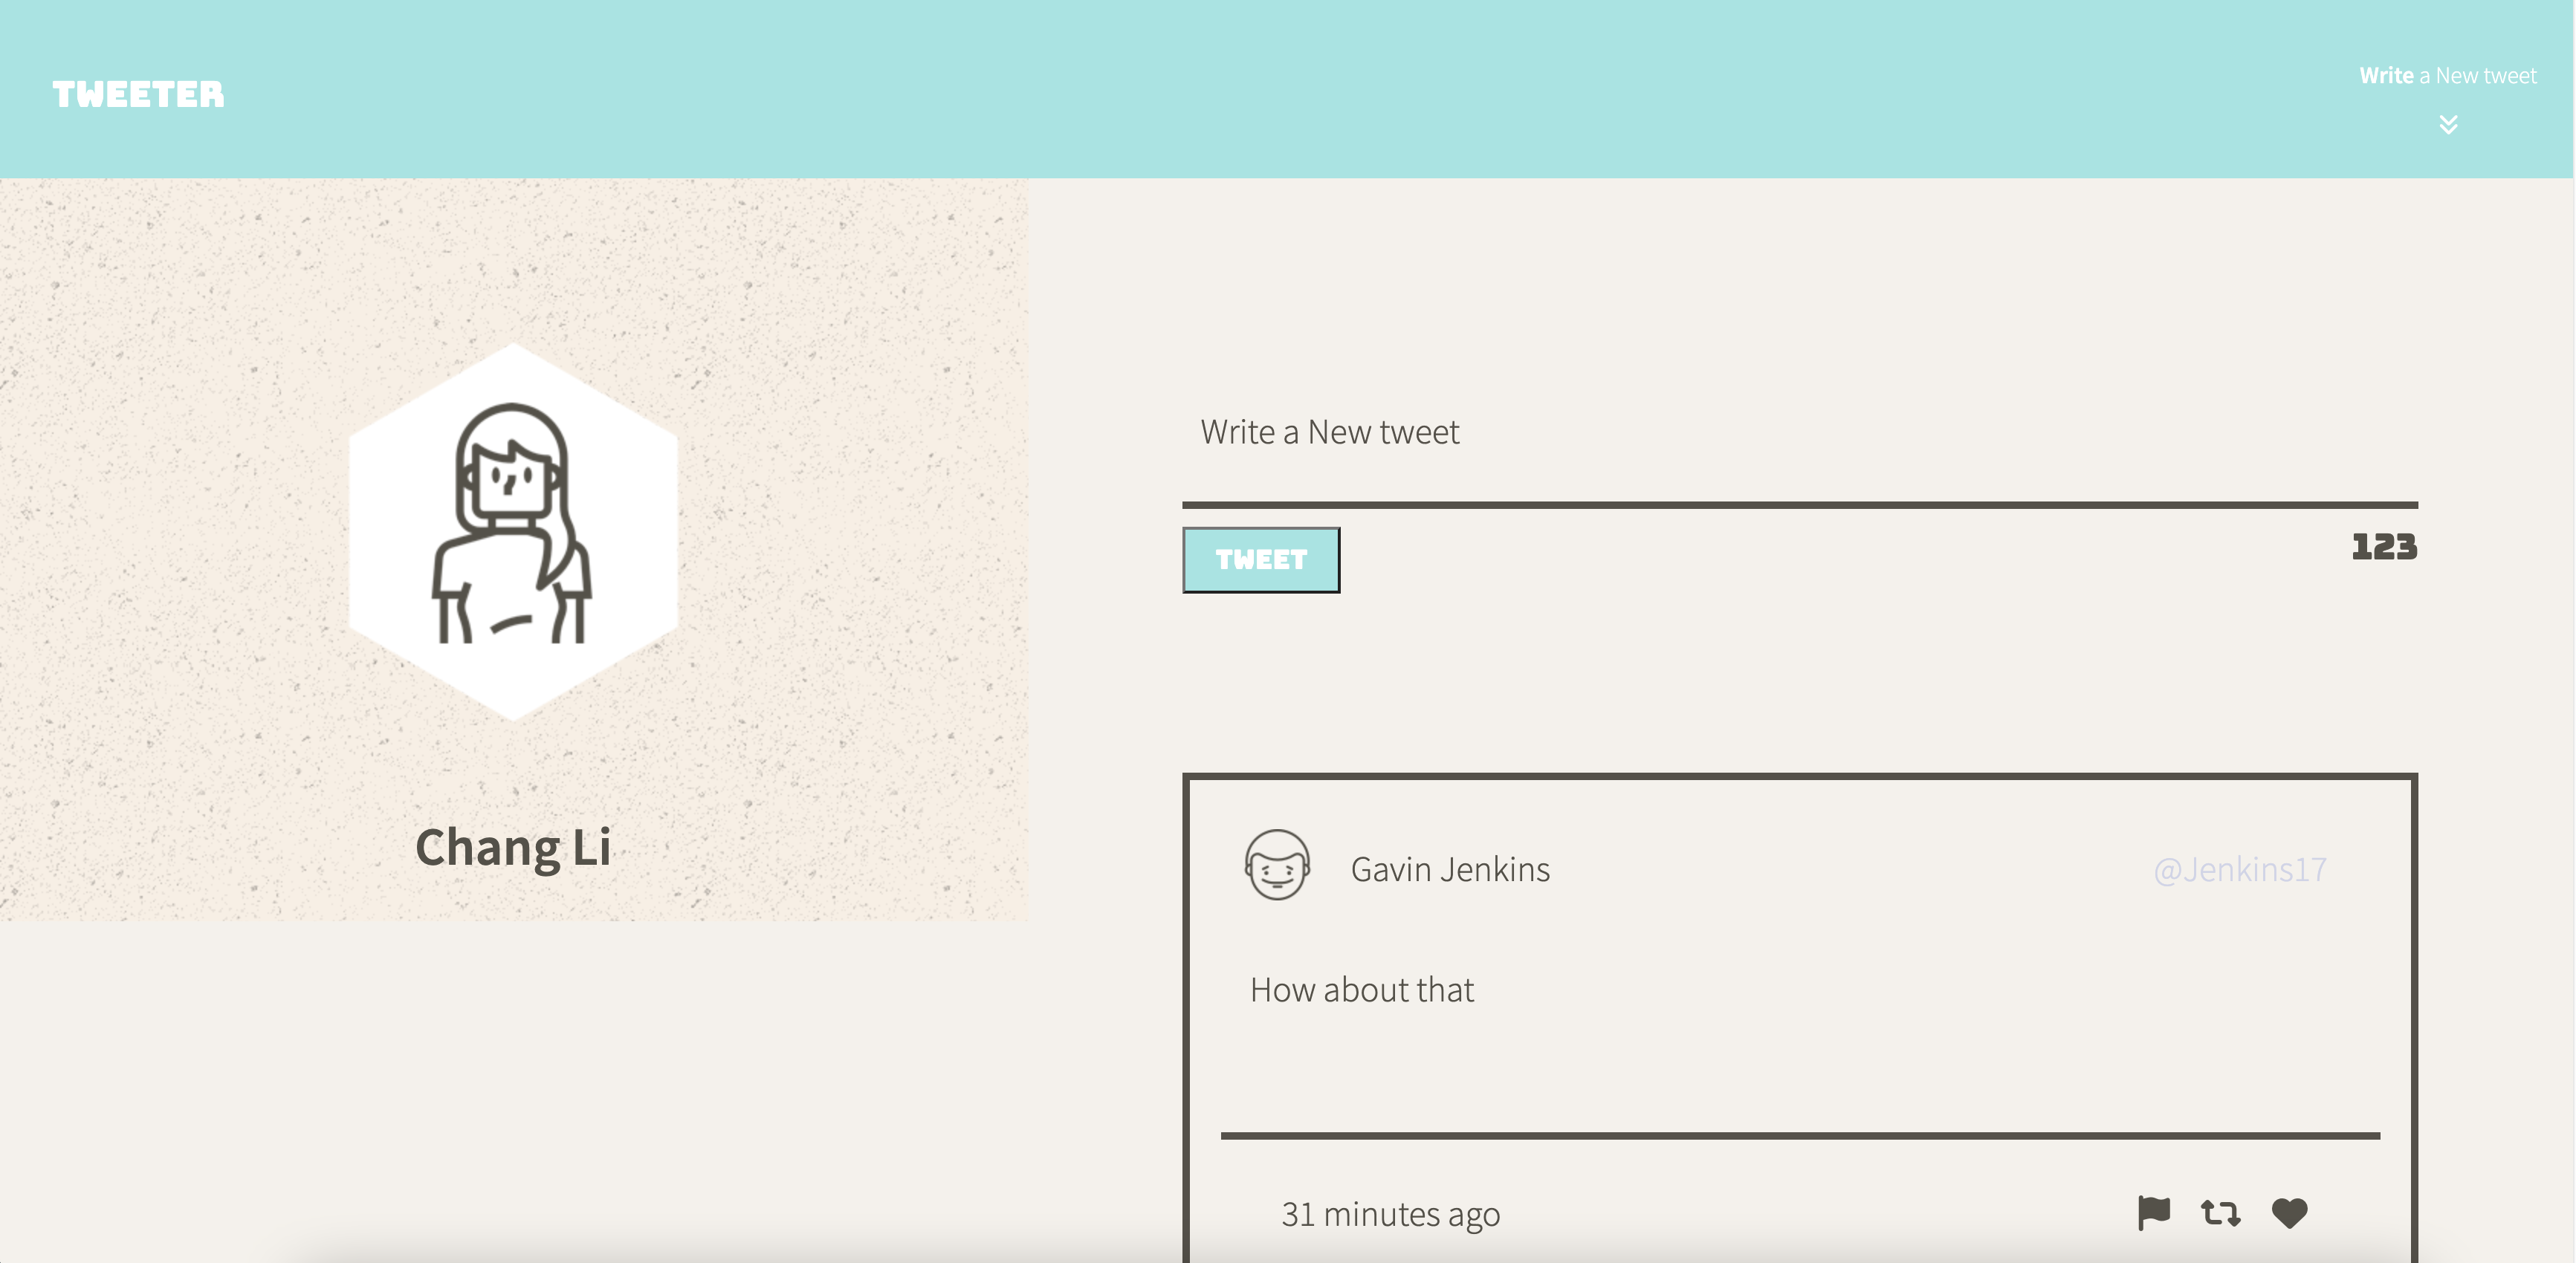 TWEETER
Write a New tweet
Chang Li
Write a New tweet
TWEET
123
Gavin Jenkins
@Jenkins17
How about that
31 minutes ago